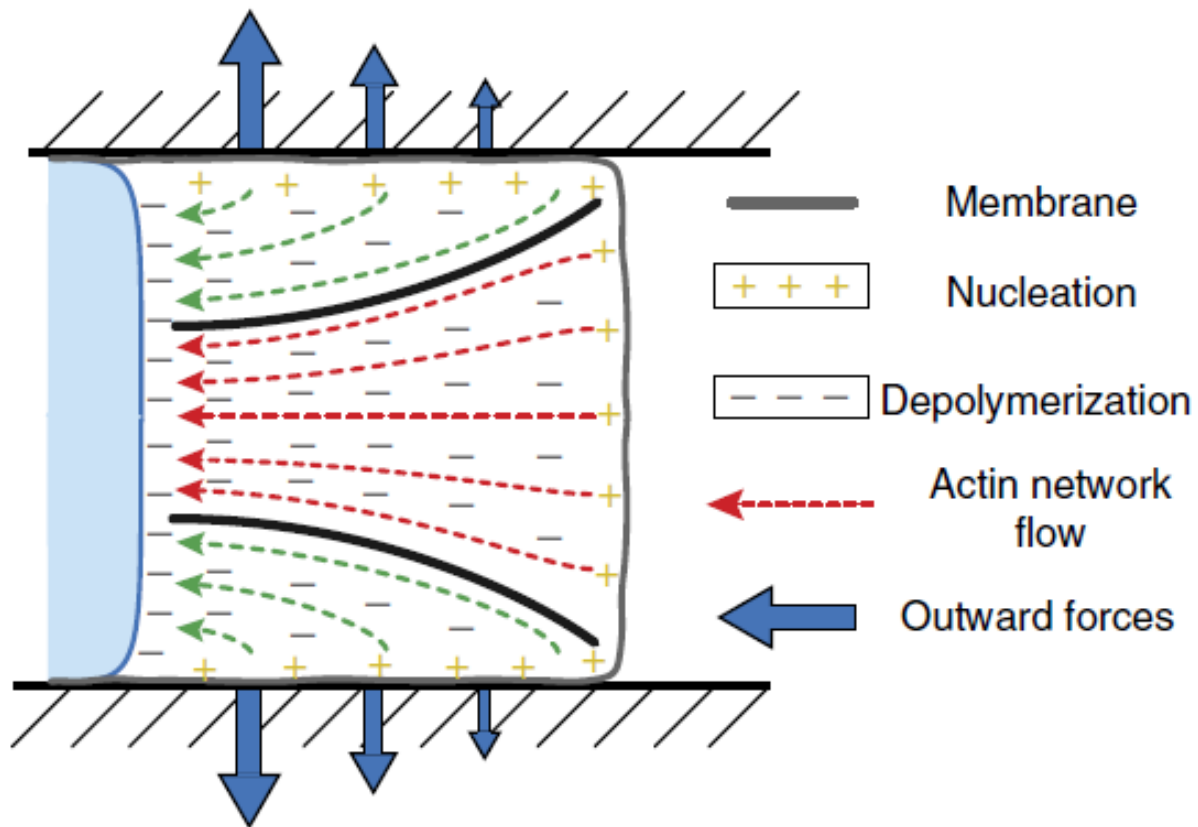 Membrane
+ + +
Nucleation
− − −
Depolymerization
Actin network
flow
Outward forces